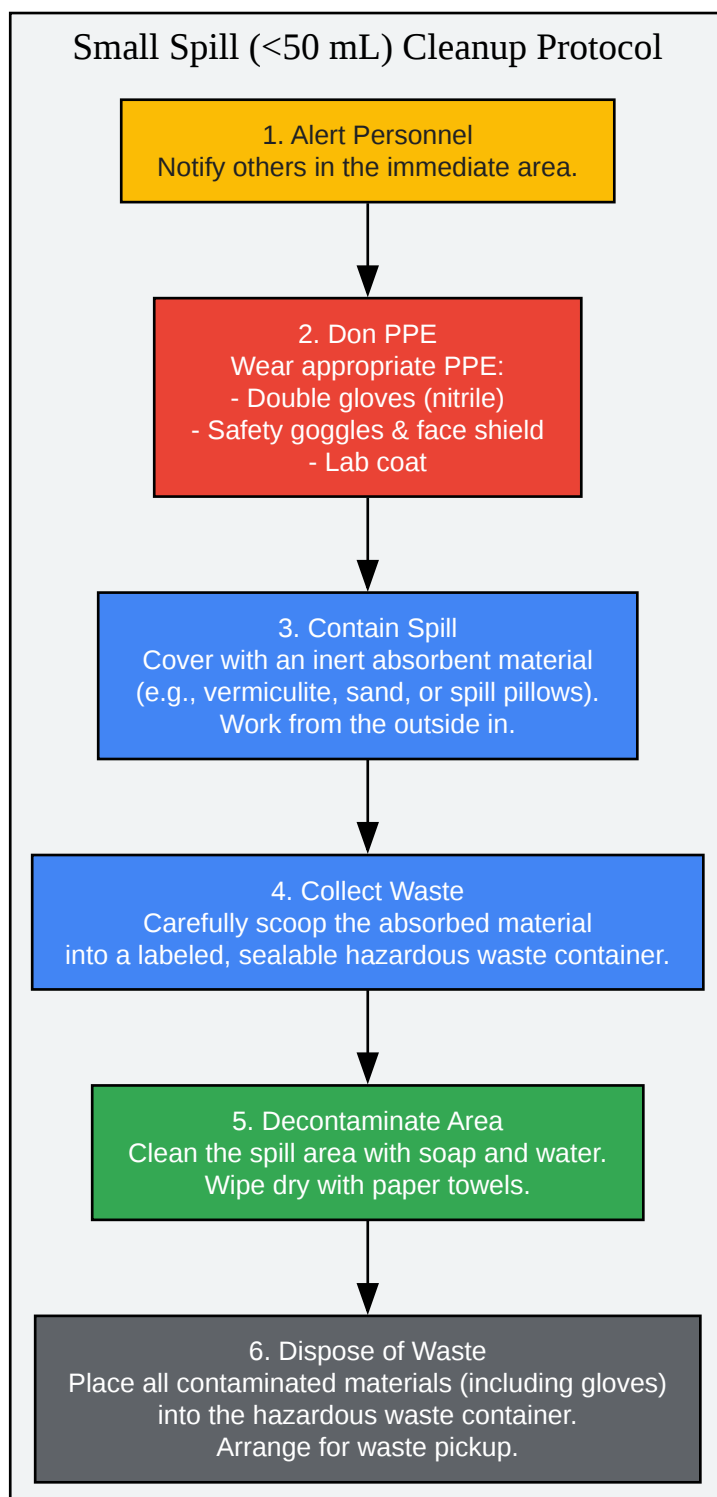 Small Spill (<50 mL) Cleanup Protocol
1. Alert Personnel
Notify others in the immediate area.
2. Don PPE
Wear appropriate PPE:
- Double gloves (nitrile)
- Safety goggles & face shield
- Lab coat
3. Contain Spill
Cover with an inert absorbent material
(e.g., vermiculite, sand, or spill pillows).
Work from the outside in.
4. Collect Waste
Carefully scoop the absorbed material
into a labeled, sealable hazardous waste container.
5. Decontaminate Area
Clean the spill area with soap and water.
Wipe dry with paper towels.
6. Dispose of Waste
Place all contaminated materials (including gloves)
into the hazardous waste container.
Arrange for waste pickup.